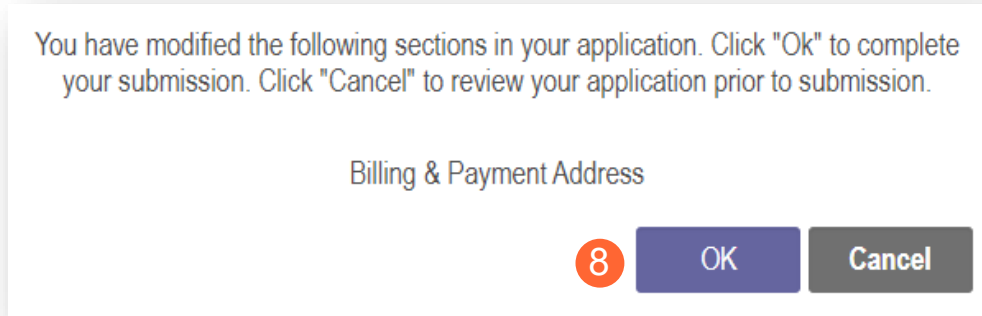 You have modified the following sections in your application. Click "Ok" to complete
your submission. Click "Cancel" to review your application prior to submission.
Billing & Payment Address
8 OK Cancel